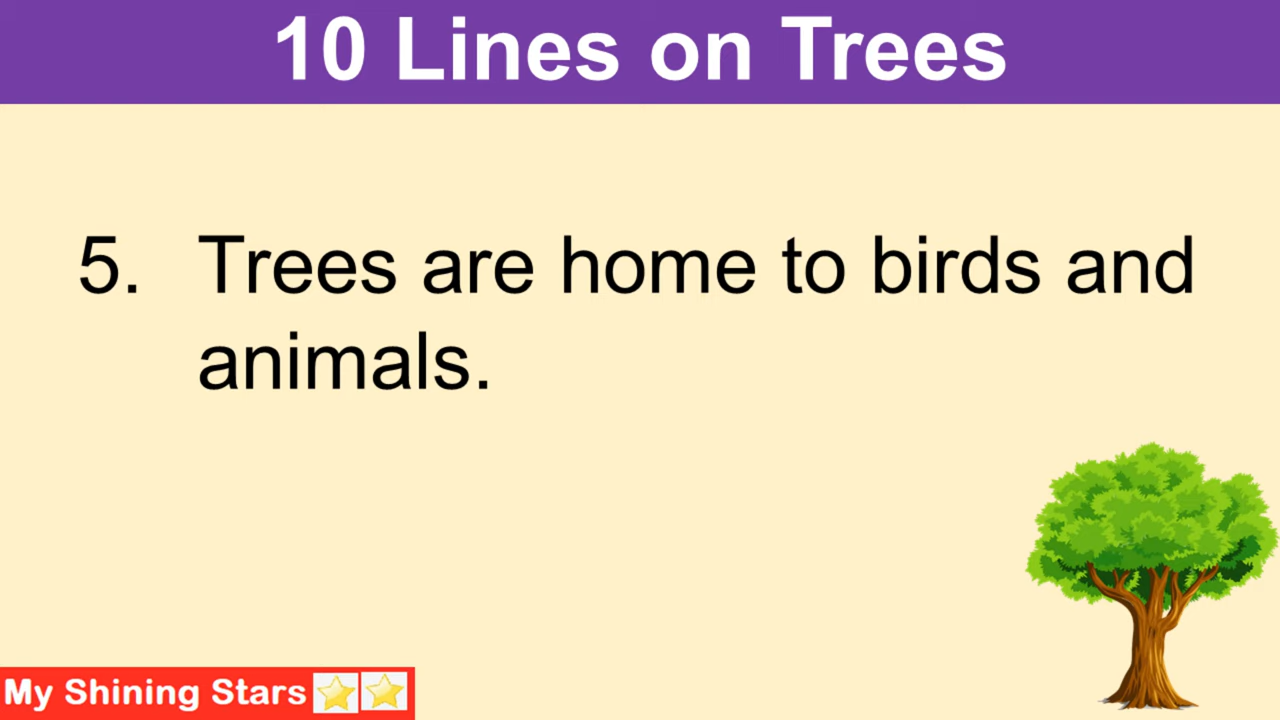 10 Lines on Trees
5. Trees are home to birds and
animals.
My Shining Stars